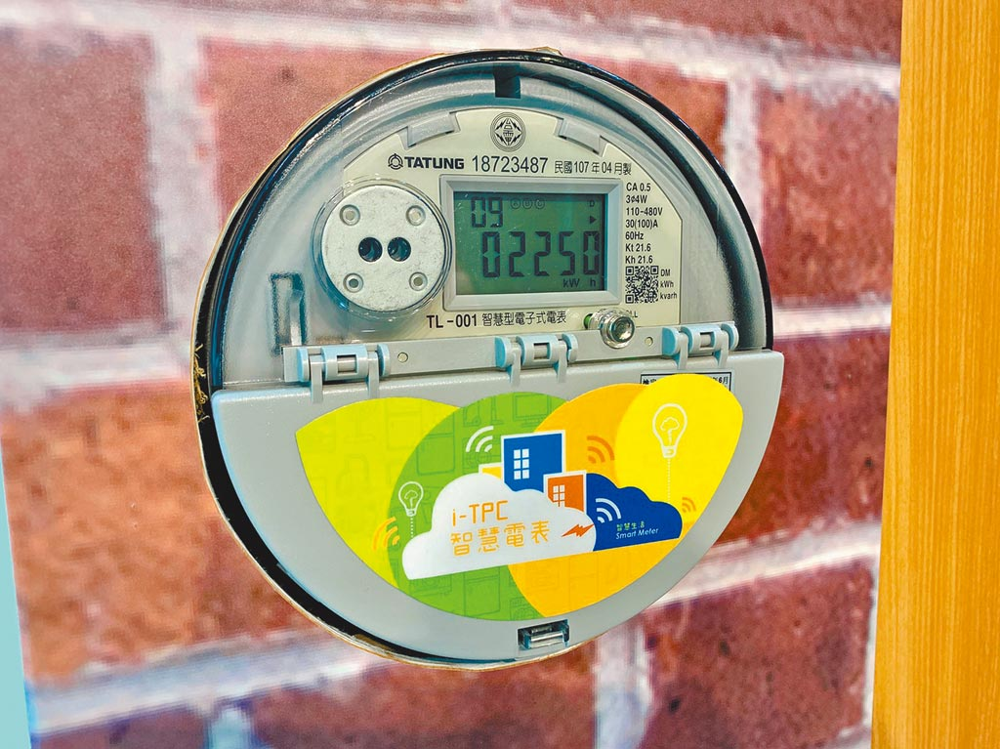 TATUNG 18723487 民國107年04月製
09
02250
kW h
CA 0.5
3ø4W
110-480V
30(100)A
60Hz
Kt 21.6
Kh 21.6
DM
kWh
kvarh
TL-001 智慧型電子式電表
i-TPC
智慧電表
智慧生活
Smart Meter